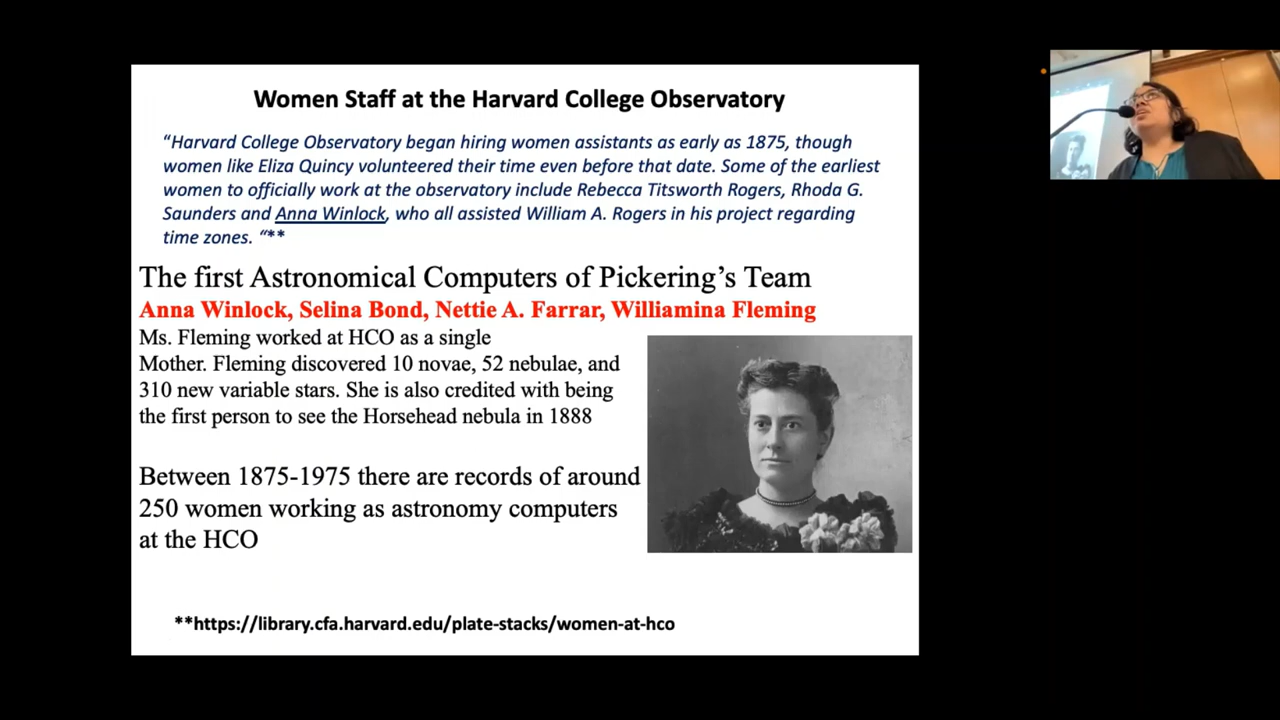 Women Staff at the Harvard College Observatory
“Harvard College Observatory began hiring women assistants as early as 1875, though
women like Eliza Quincy volunteered their time even before that date. Some of the earliest
women to officially work at the observatory include Rebecca Titsworth Rogers, Rhoda G.
Saunders and Anna Winlock, who all assisted William A. Rogers in his project regarding
time zones. “**
The first Astronomical Computers of Pickering’s Team
Anna Winlock, Selina Bond, Nettie A. Farrar, Williamina Fleming
Ms. Fleming worked at HCO as a single
Mother. Fleming discovered 10 novae, 52 nebulae, and
310 new variable stars. She is also credited with being
the first person to see the Horsehead nebula in 1888
Between 1875-1975 there are records of around
250 women working as astronomy computers
at the HCO
**https://library.cfa.harvard.edu/plate-stacks/women-at-hco